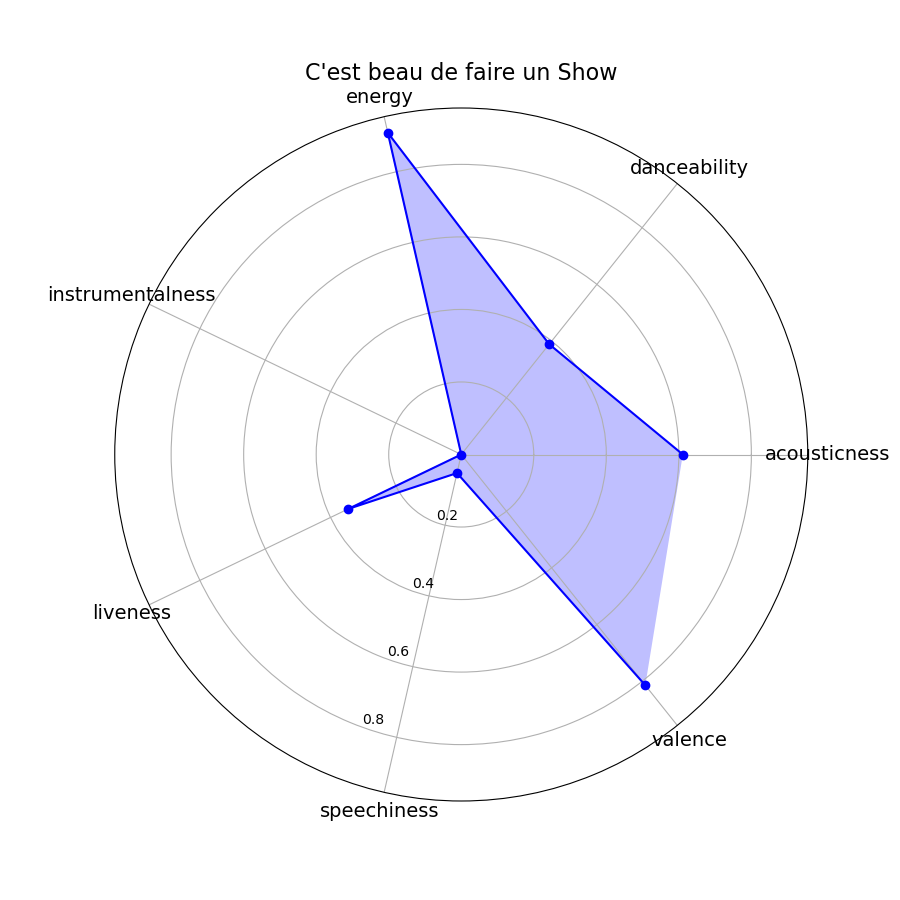 C'est beau de faire un Show
energy
danceability
instrumentalness
acousticness
0.2
0.4
liveness
0.6
0.8
valence
speechiness